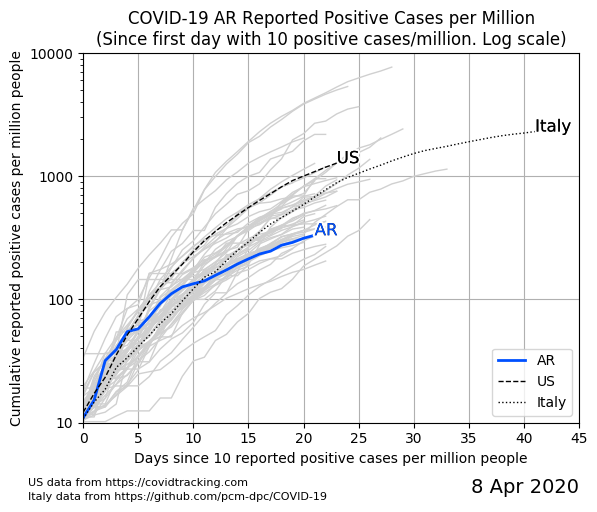 COVID-19 AR Reported Positive Cases per Million
(Since first day with 10 positive cases/million. Log scale)
Cumulative reported positive cases per million people
10000
1000
100
10
Italy
US
AR
AR
US
Italy
0 5 10 15 20 25 30 35 40 45
Days since 10 reported positive cases per million people
US data from https://covidtracking.com
Italy data from https://github.com/pcm-dpc/COVID-19
8 Apr 2020